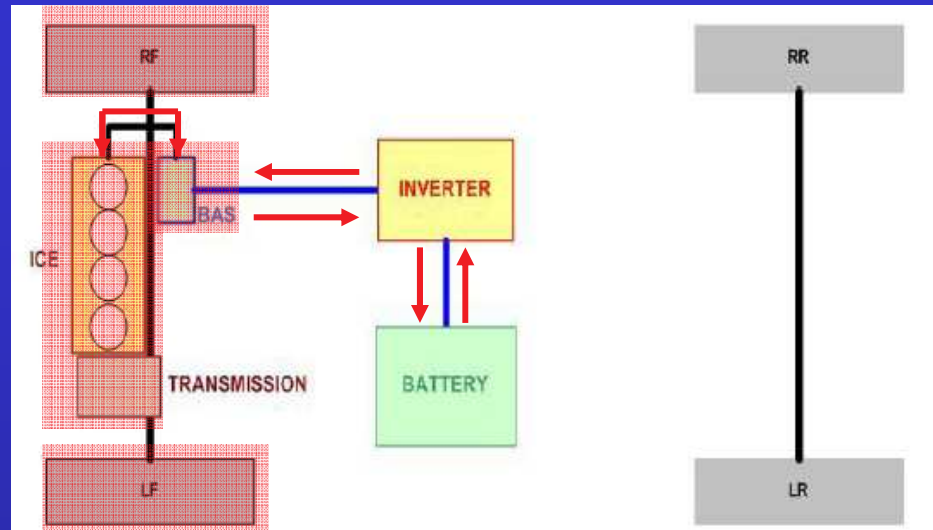 RF
RR
INVERTER
BAS
ICE
TRANSMISSION
BATTERY
LF
LR